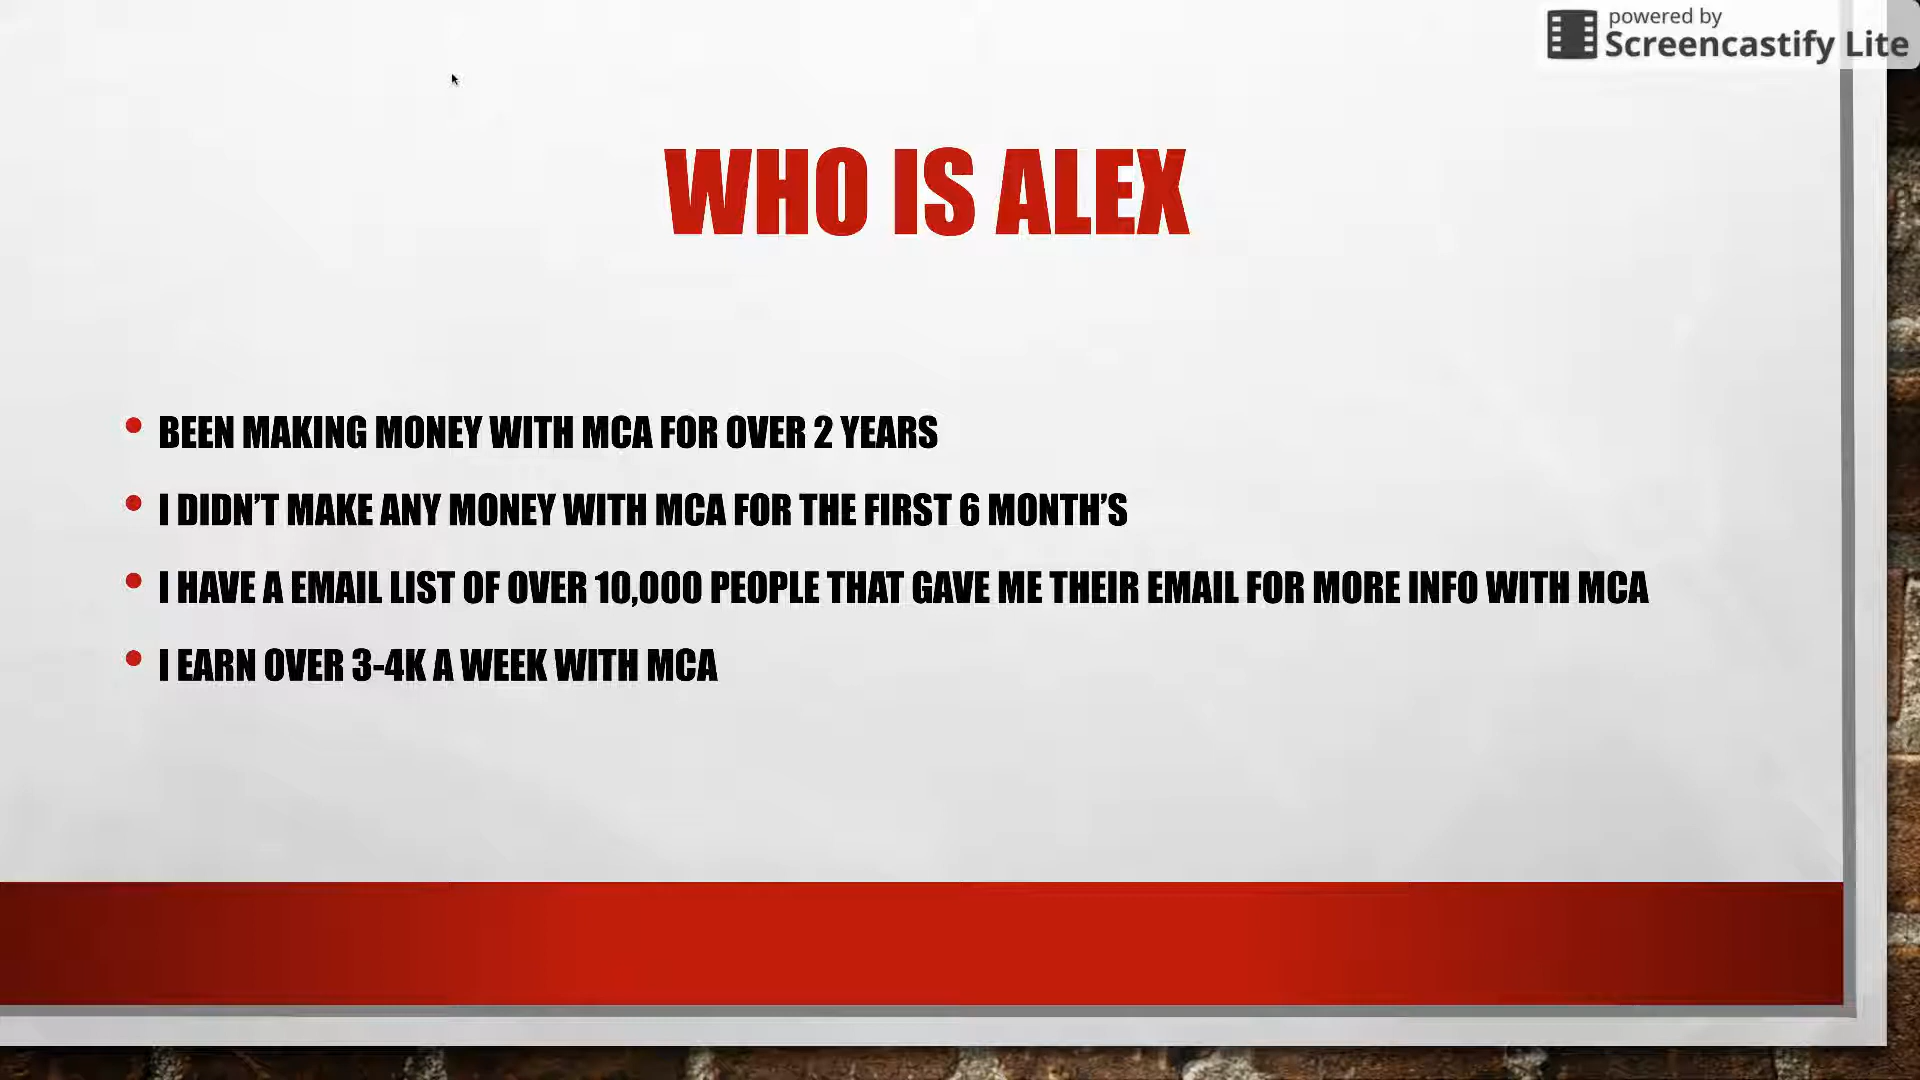 powered by
Screencastify Lite
WHO IS ALEX
BEEN MAKING MONEY WITH MCA FOR OVER 2 YEARS
I DIDN’T MAKE ANY MONEY WITH MCA FOR THE FIRST 6 MONTH’S
I HAVE A EMAIL LIST OF OVER 10,000 PEOPLE THAT GAVE ME THEIR EMAIL FOR MORE INFO WITH MCA
I EARN OVER 3-4K A WEEK WITH MCA